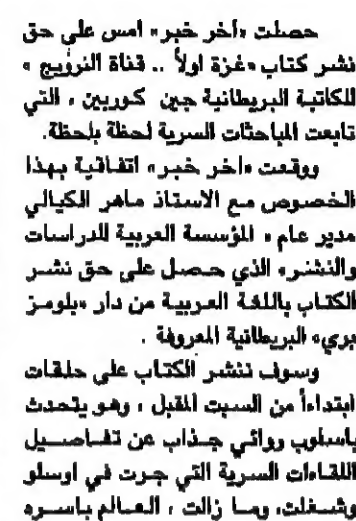 حصلت «آخر خبر» امس على حق
نشر كتاب «غزة اولاً .. قناة النرويج »
للكاتبة البريطانية جين كوربين ، التي
تابعت المباحثات السرية لحظة بلحظة.
ووقعت «اخر خبر» اتفاقية بهذا
الخصوص مع الاستاذ ماهر الكيالي
مدير عام « المؤسسة العربية للدراسات
والنشر» الذي حصل على حق نشر
الكتاب باللغة العربية من دار «بلومز
بري» البريطانية المعروفة .
وسوف ننشر الكتاب على حلقات
ابتداءاً من السبت المقبل ، وهو يتحدث
باسلوب روائي جذاب عن تفاصيل
اللقاءات السرية التي جرت في اوسلو
وشغلت، وما زالت ، العالم باسره